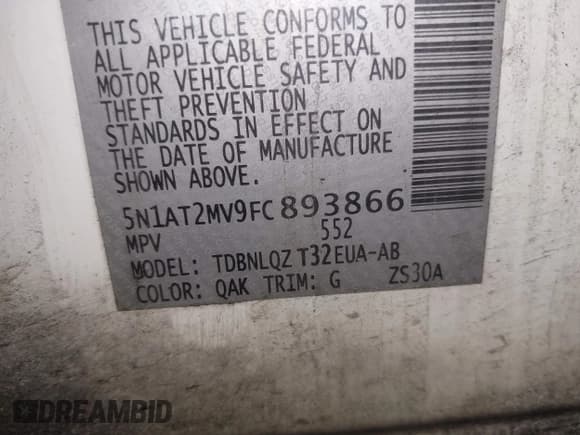 THIS VEHICLE CONFORMS TO
ALL APPLICABLE FEDERAL
MOTOR VEHICLE SAFETY AND
THEFT PREVENTION
STANDARDS IN EFFECT ON
THE DATE OF MANUFACTURE
SHOWN ABOVE.
5N1AT2MV9FC893866
MPV 552
MODEL: TDBNLQZ T32EUA-AB
COLOR: QAK TRIM: G ZS30A
DREAMBID